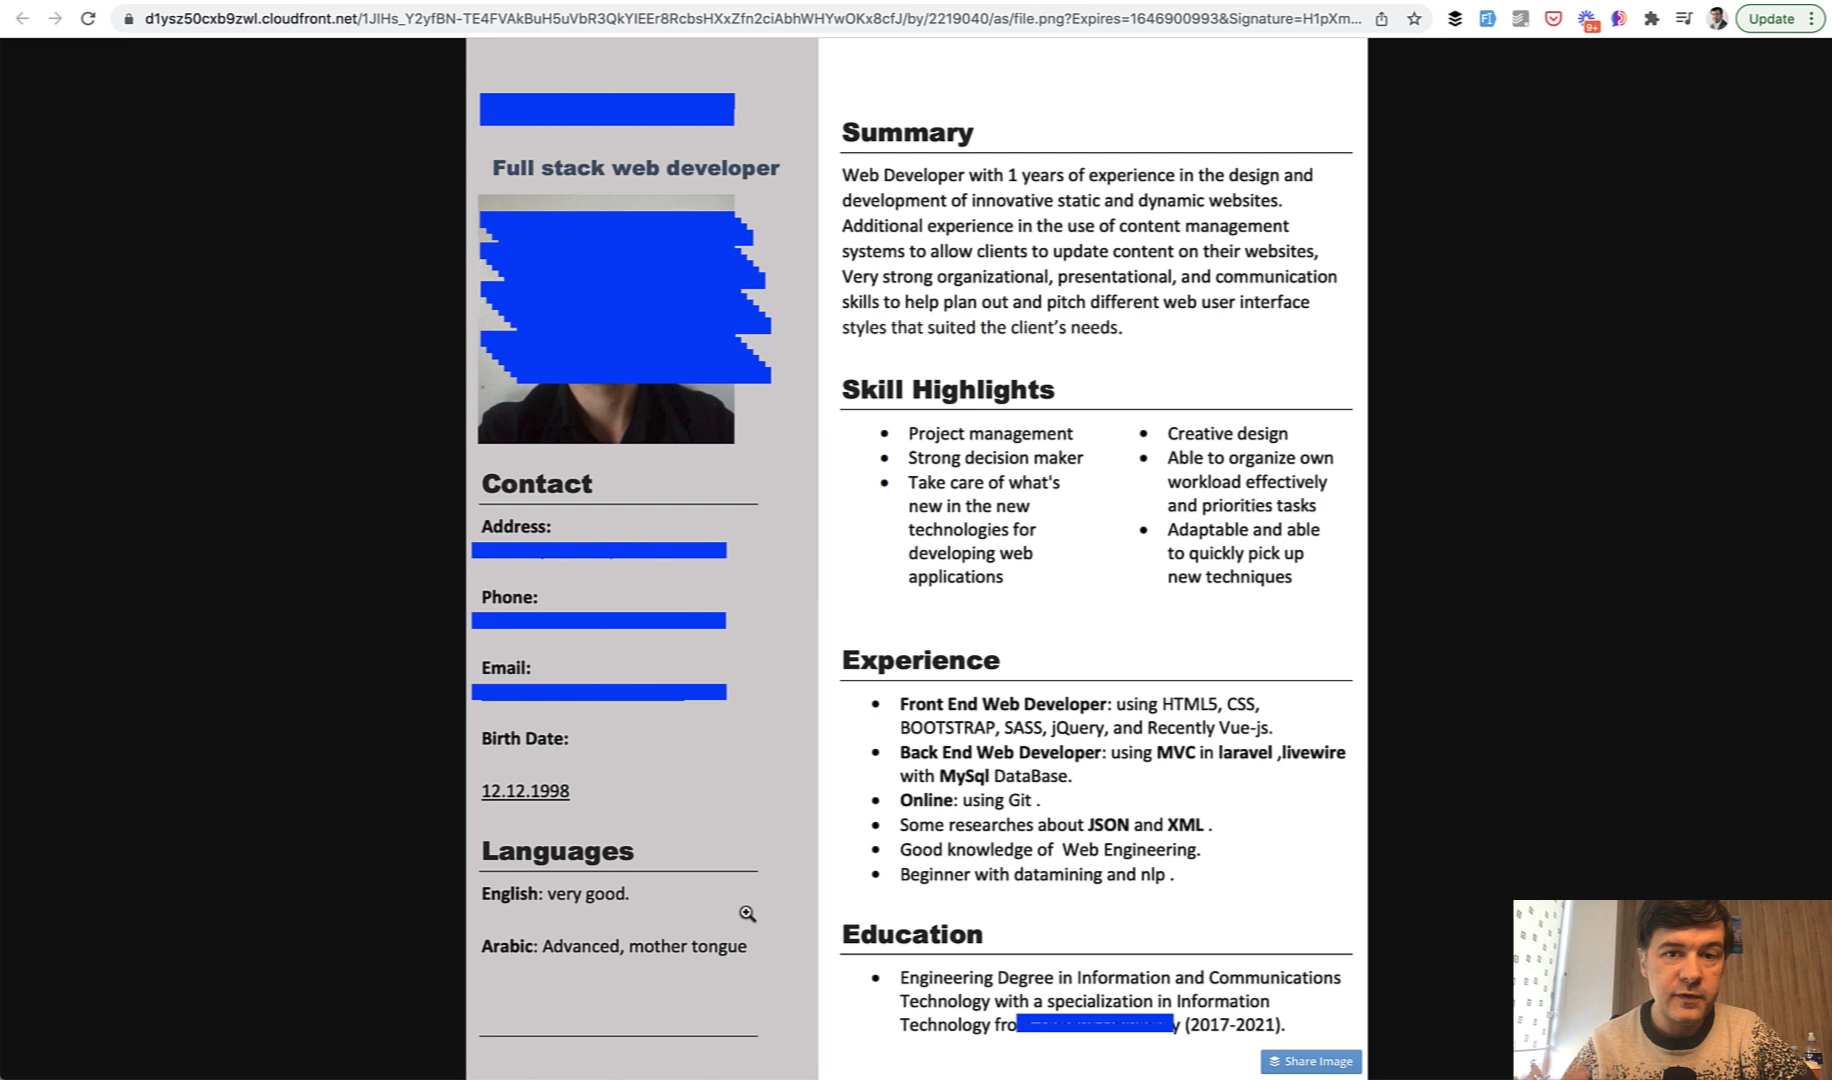 d1ysz50cxb9zwl.cloudfront.net/1JlHs_Y2yfBN-TE4FVAkBuH5uVbR3QkYIEEr8RcbsHXxZfn2ciAbhWHYwOKx8cfJ/by/2219040/as/file.png?Expires=1646900993&Signature=H1pXm...
9+
Update
Full stack web developer
Contact
Address:
Phone:
Email:
Birth Date:
12.12.1998
Languages
English: very good.
Arabic: Advanced, mother tongue
Summary
Web Developer with 1 years of experience in the design and
development of innovative static and dynamic websites.
Additional experience in the use of content management
systems to allow clients to update content on their websites,
Very strong organizational, presentational, and communication
skills to help plan out and pitch different web user interface
styles that suited the client’s needs.
Skill Highlights
• Project management
• Strong decision maker
• Take care of what's
new in the new
technologies for
developing web
applications
• Creative design
• Able to organize own
workload effectively
and priorities tasks
• Adaptable and able
to quickly pick up
new techniques
Experience
• Front End Web Developer: using HTML5, CSS,
BOOTSTRAP, SASS, jQuery, and Recently Vue-js.
• Back End Web Developer: using MVC in laravel ,livewire
with MySql DataBase.
• Online: using Git .
• Some researches about JSON and XML .
• Good knowledge of Web Engineering.
• Beginner with datamining and nlp .
Education
• Engineering Degree in Information and Communications
Technology with a specialization in Information
Technology fro y (2017-2021).
Share Image